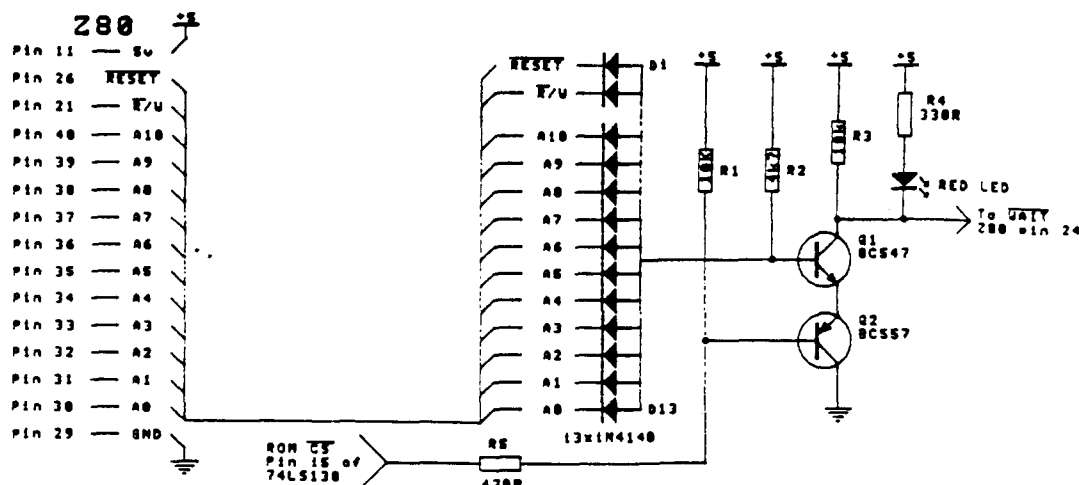 Z80
+5
Pin 11 — 5v
Pin 26 RESET
Pin 21 — R/W
Pin 40 — A10
Pin 39 — A9
Pin 38 — A8
Pin 37 — A7
Pin 36 — A6
Pin 35 — A5
Pin 34 — A4
Pin 33 — A3
Pin 32 — A2
Pin 31 — A1
Pin 30 — A0
Pin 29 — GND
RESET
R/W
A10
A9
A8
A7
A6
A5
A4
A3
A2
A1
A0
D1
D13
13x1N4148
+5
+5
+5
+5
10K
R1
4k7
R2
10k
R3
R4
330R
RED LED
To WAIT
Z80 pin 24
Q1
BC547
Q2
BC557
ROM CS
Pin 15 of
74LS138
R5
470R